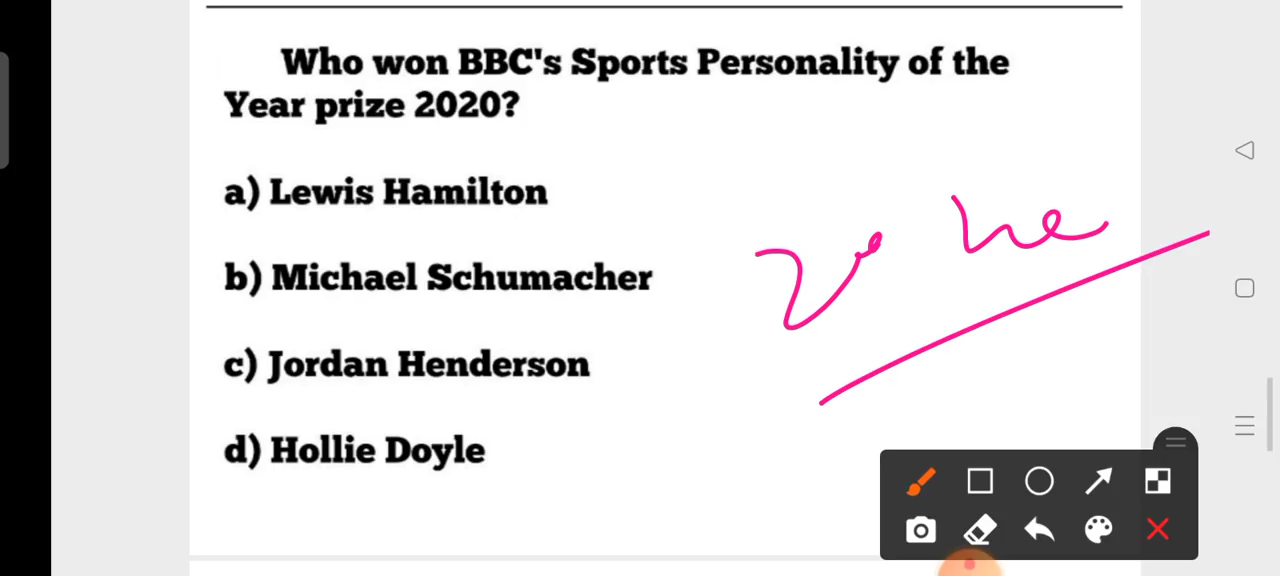 Who won BBC's Sports Personality of the
Year prize 2020?
a) Lewis Hamilton
b) Michael Schumacher
c) Jordan Henderson
d) Hollie Doyle